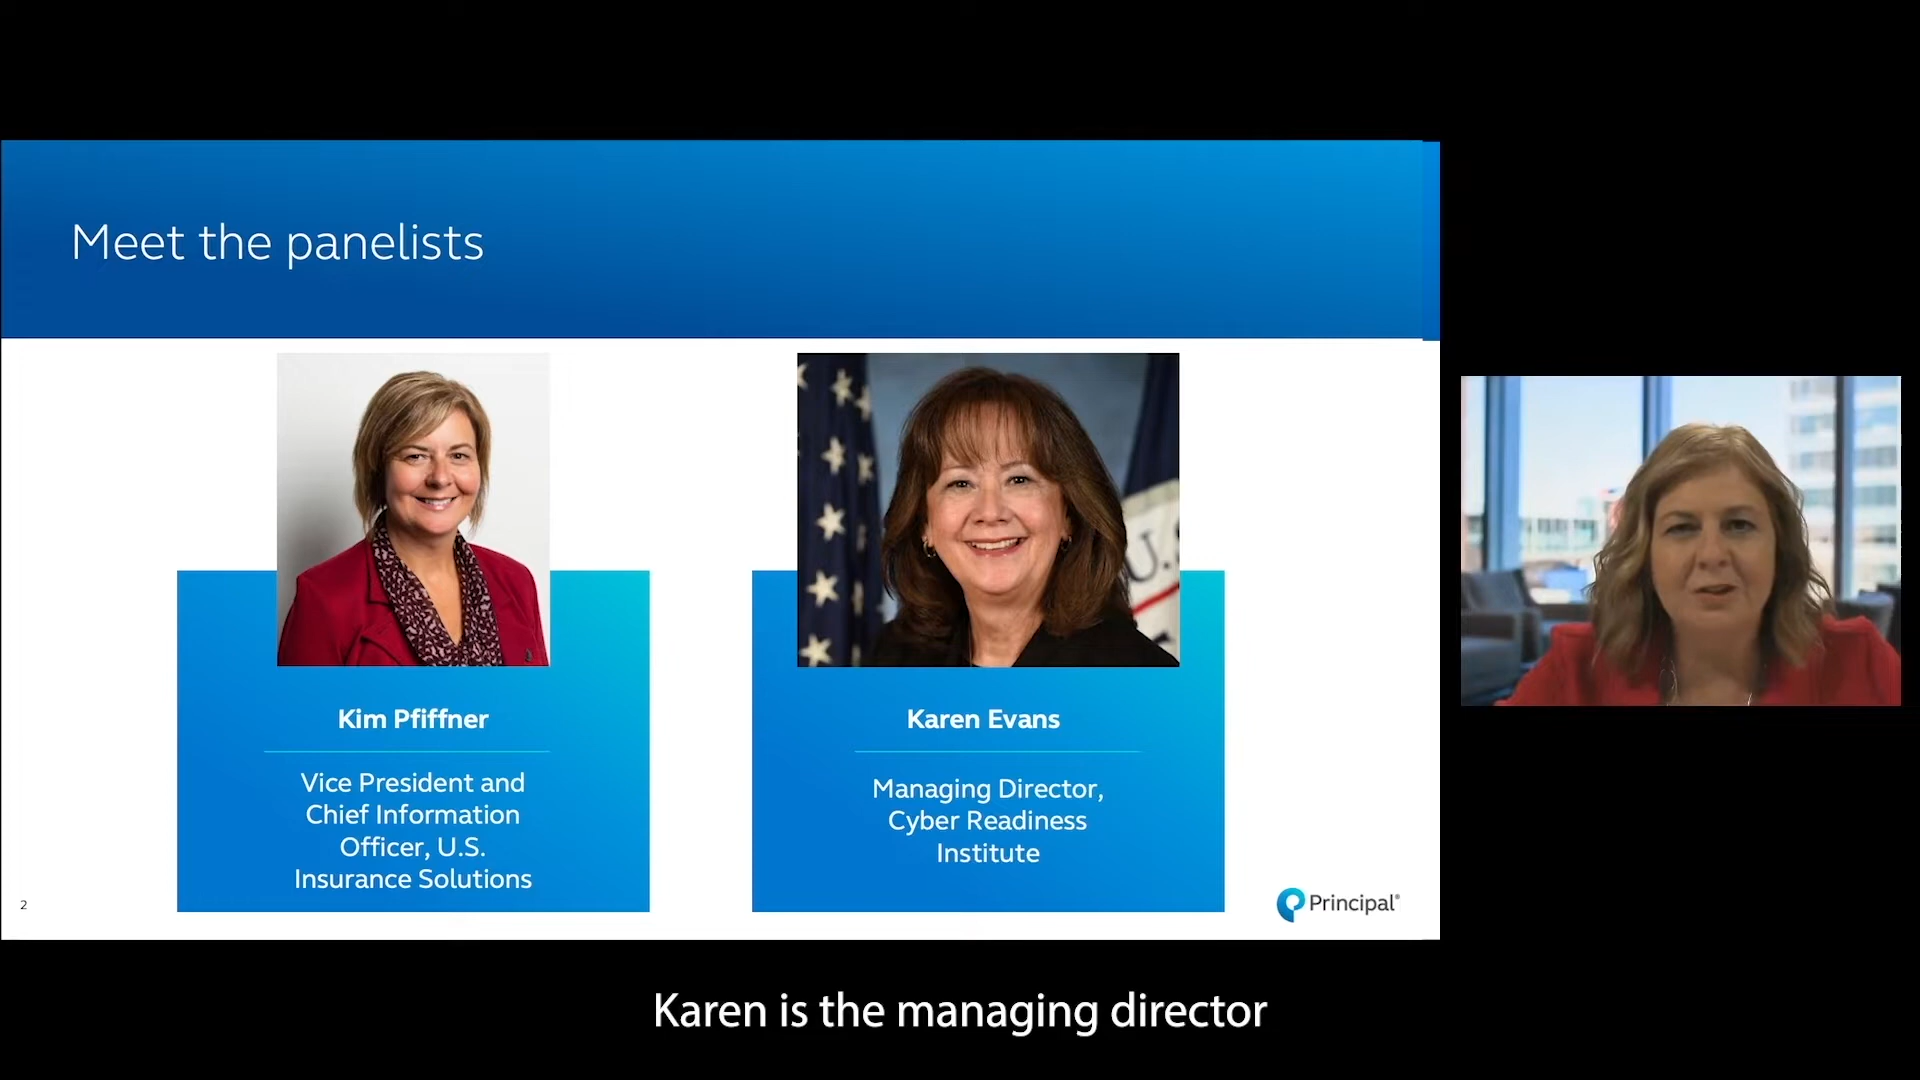 Meet the panelists
U.S
Kim Pfiffner
Vice President and
Chief Information
Officer, U.S.
Insurance Solutions
Karen Evans
Managing Director,
Cyber Readiness
Institute
2
Principal®
Karen is the managing director